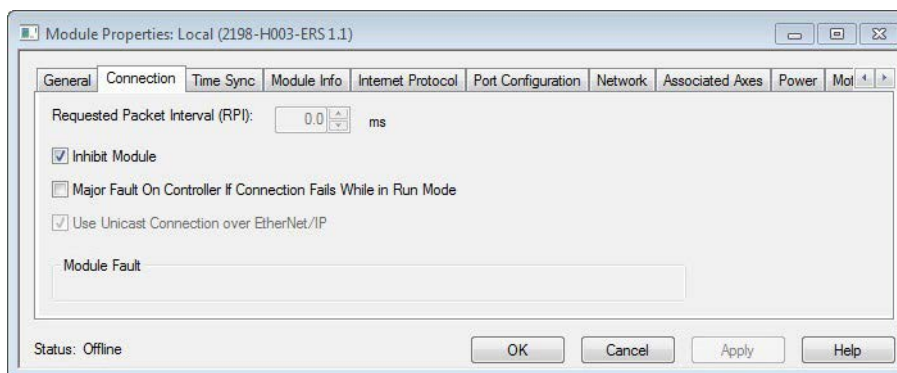 Module Properties: Local (2198-H003-ERS 1.1)
General Connection Time Sync Module Info Internet Protocol Port Configuration Network Associated Axes Power Mot
Requested Packet Interval (RPI): 0.0 ms
Inhibit Module
Major Fault On Controller If Connection Fails While in Run Mode
Use Unicast Connection over EtherNet/IP
Module Fault
Status: Offline OK Cancel Apply Help